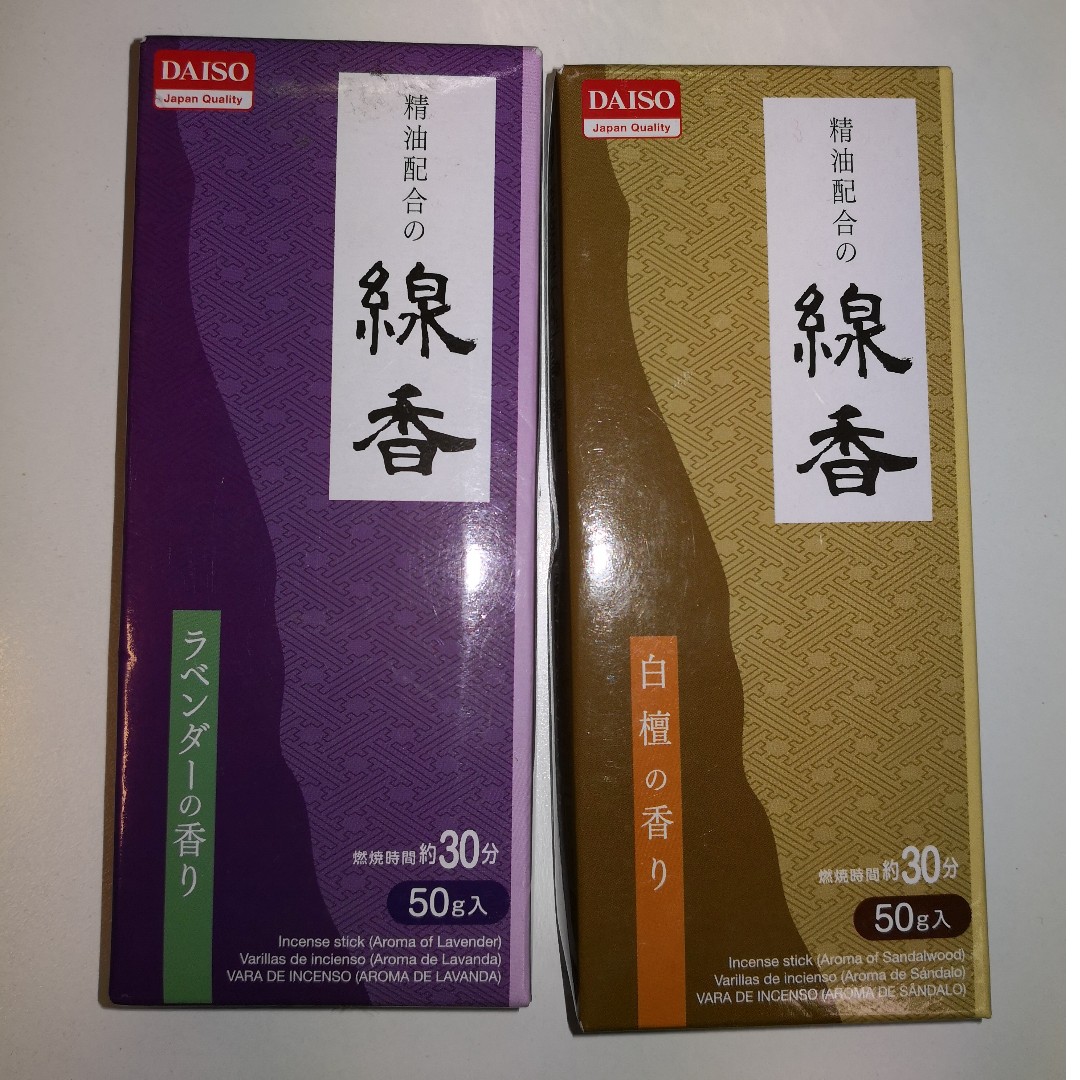 DAISO
Japan Quality
精油配合の
線香
ラベンダーの香り
燃焼時間約30分
50g入
Incense stick (Aroma of Lavender)
Varillas de incienso (Aroma de Lavanda)
VARA DE INCENSO (AROMA DE LAVANDA)
DAISO
Japan Quality
精油配合の
線香
白檀の香り
燃焼時間約30分
50g入
Incense stick (Aroma of Sandalwood)
Varillas de incienso (Aroma de Sándalo)
VARA DE INCENSO (AROMA DE SÂNDALO)